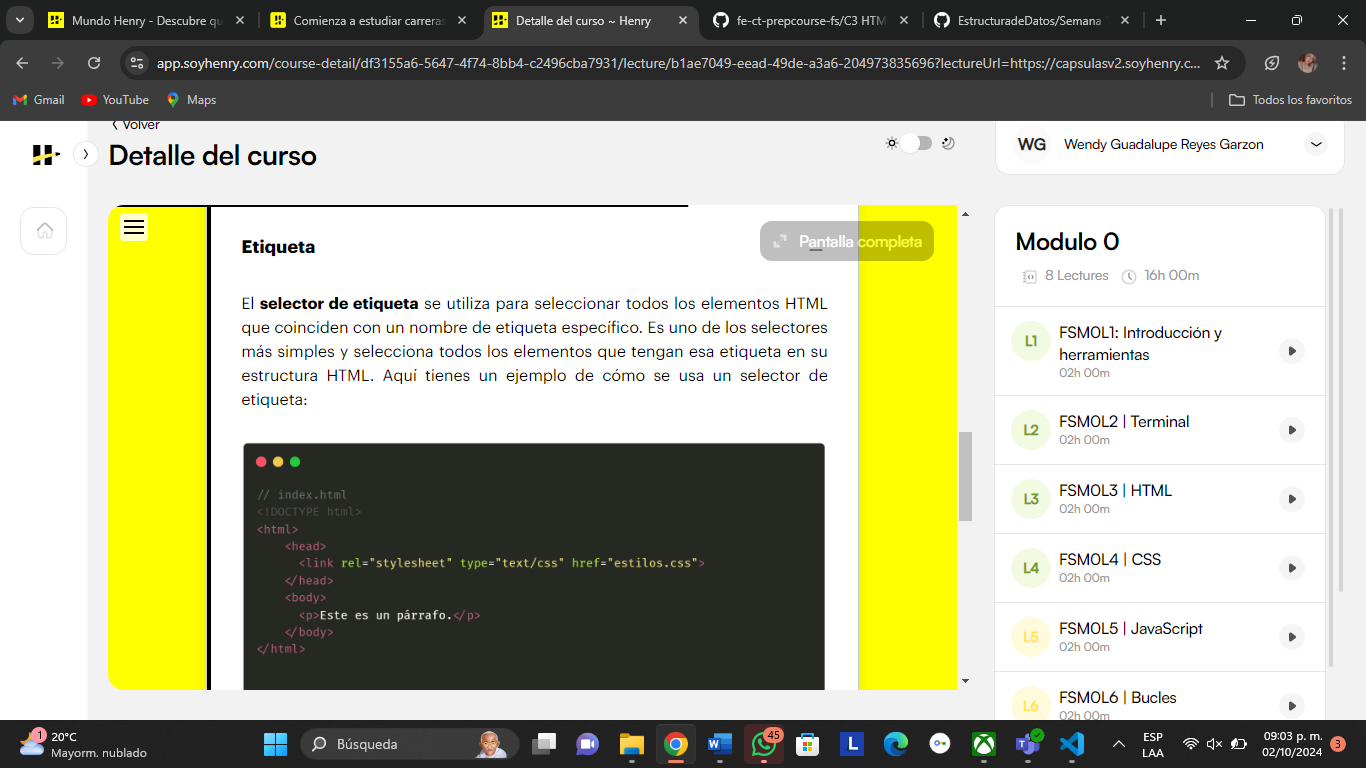 Mundo Henry - Descubre qu
Comienza a estudiar carreras
Detalle del curso ~ Henry
fe-ct-prepcourse-fs/C3 HTM
EstructuradeDatos/Semana
app.soyhenry.com/course-detail/df3155a6-5647-4f74-8bb4-c2496cba7931/lecture/b1ae7049-eead-49de-a3a6-204973835696?lectureUrl=https://capsulasv2.soyhenry.c...
Gmail
YouTube
Maps
Todos los favoritos
Volver
Detalle del curso
WG
Wendy Guadalupe Reyes Garzon
Pantalla completa
Etiqueta
El selector de etiqueta se utiliza para seleccionar todos los elementos HTML
que coinciden con un nombre de etiqueta específico. Es uno de los selectores
más simples y selecciona todos los elementos que tengan esa etiqueta en su
estructura HTML. Aquí tienes un ejemplo de cómo se usa un selector de
etiqueta:
// index.html
<!DOCTYPE html>
<html>
<head>
<link rel="stylesheet" type="text/css" href="estilos.css">
</head>
<body>
<p>Este es un párrafo.</p>
</body>
</html>
Modulo 0
8 Lectures
16h 00m
L1
FSM0L1: Introducción y
herramientas
02h 00m
L2
FSM0L2 | Terminal
02h 00m
L3
FSM0L3 | HTML
02h 00m
L4
FSM0L4 | CSS
02h 00m
L5
FSM0L5 | JavaScript
02h 00m
L6
FSM0L6 | Bucles
02h 00m
1
20°C
Mayorm. nublado
Búsqueda
45
ESP
LAA
09:03 p. m.
02/10/2024
3